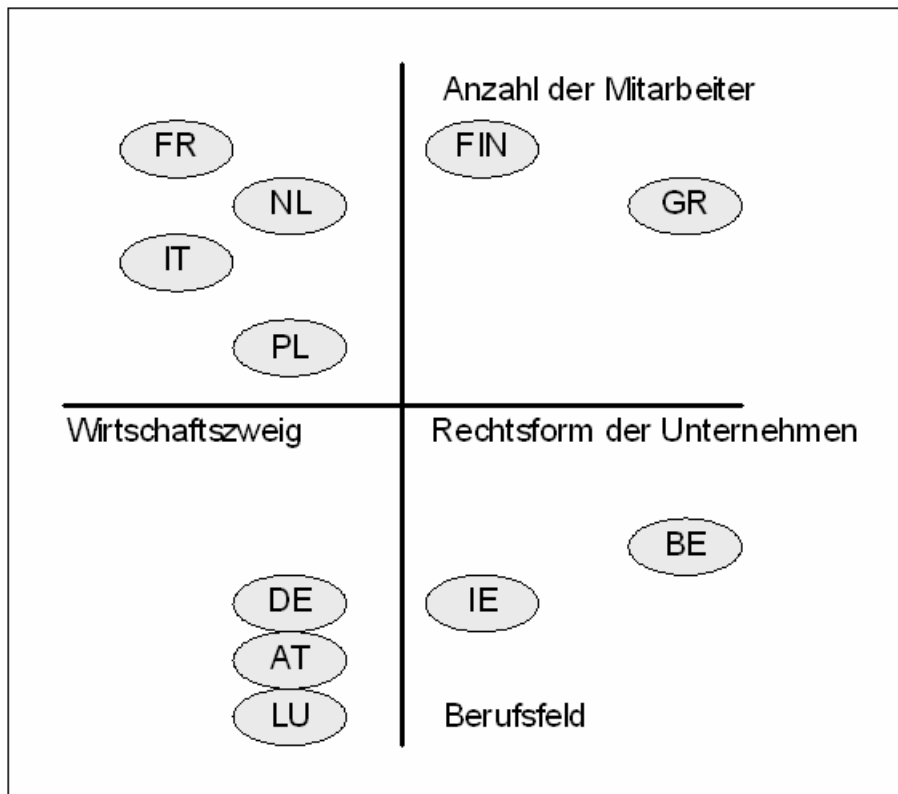 Anzahl der Mitarbeiter
FR
FIN
NL
GR
IT
PL
Wirtschaftszweig
Rechtsform der Unternehmen
BE
DE
IE
AT
LU
Berufsfeld